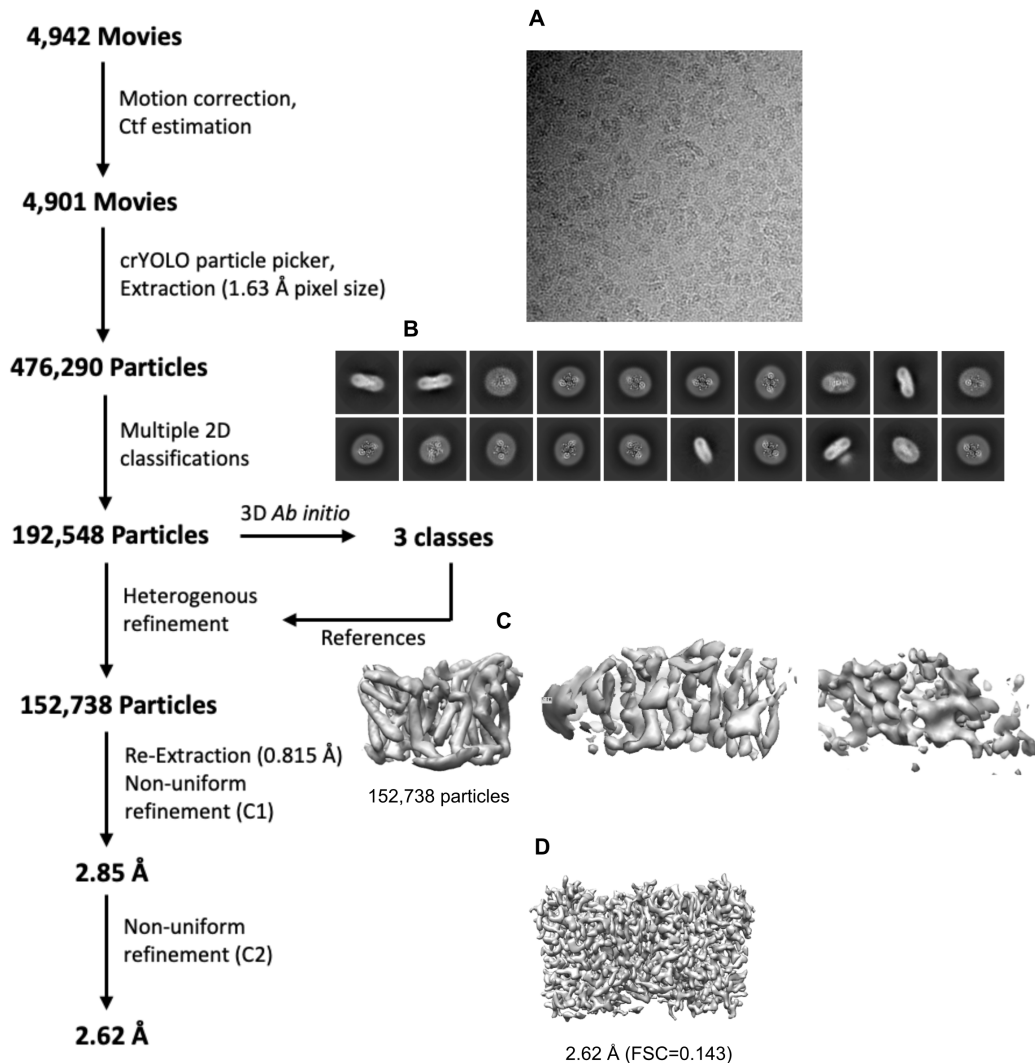 4,942 Movies
Motion correction,
Ctf estimation
4,901 Movies
crYOLO particle picker,
Extraction (1.63 Å pixel size)
476,290 Particles
Multiple 2D
classifications
192,548 Particles
3D Ab initio
3 classes
Heterogenous
refinement
References
152,738 Particles
Re-Extraction (0.815 Å)
Non-uniform
refinement (C1)
2.85 Å
Non-uniform
refinement (C2)
2.62 Å
A
B
C
152,738 particles
D
2.62 Å (FSC=0.143)